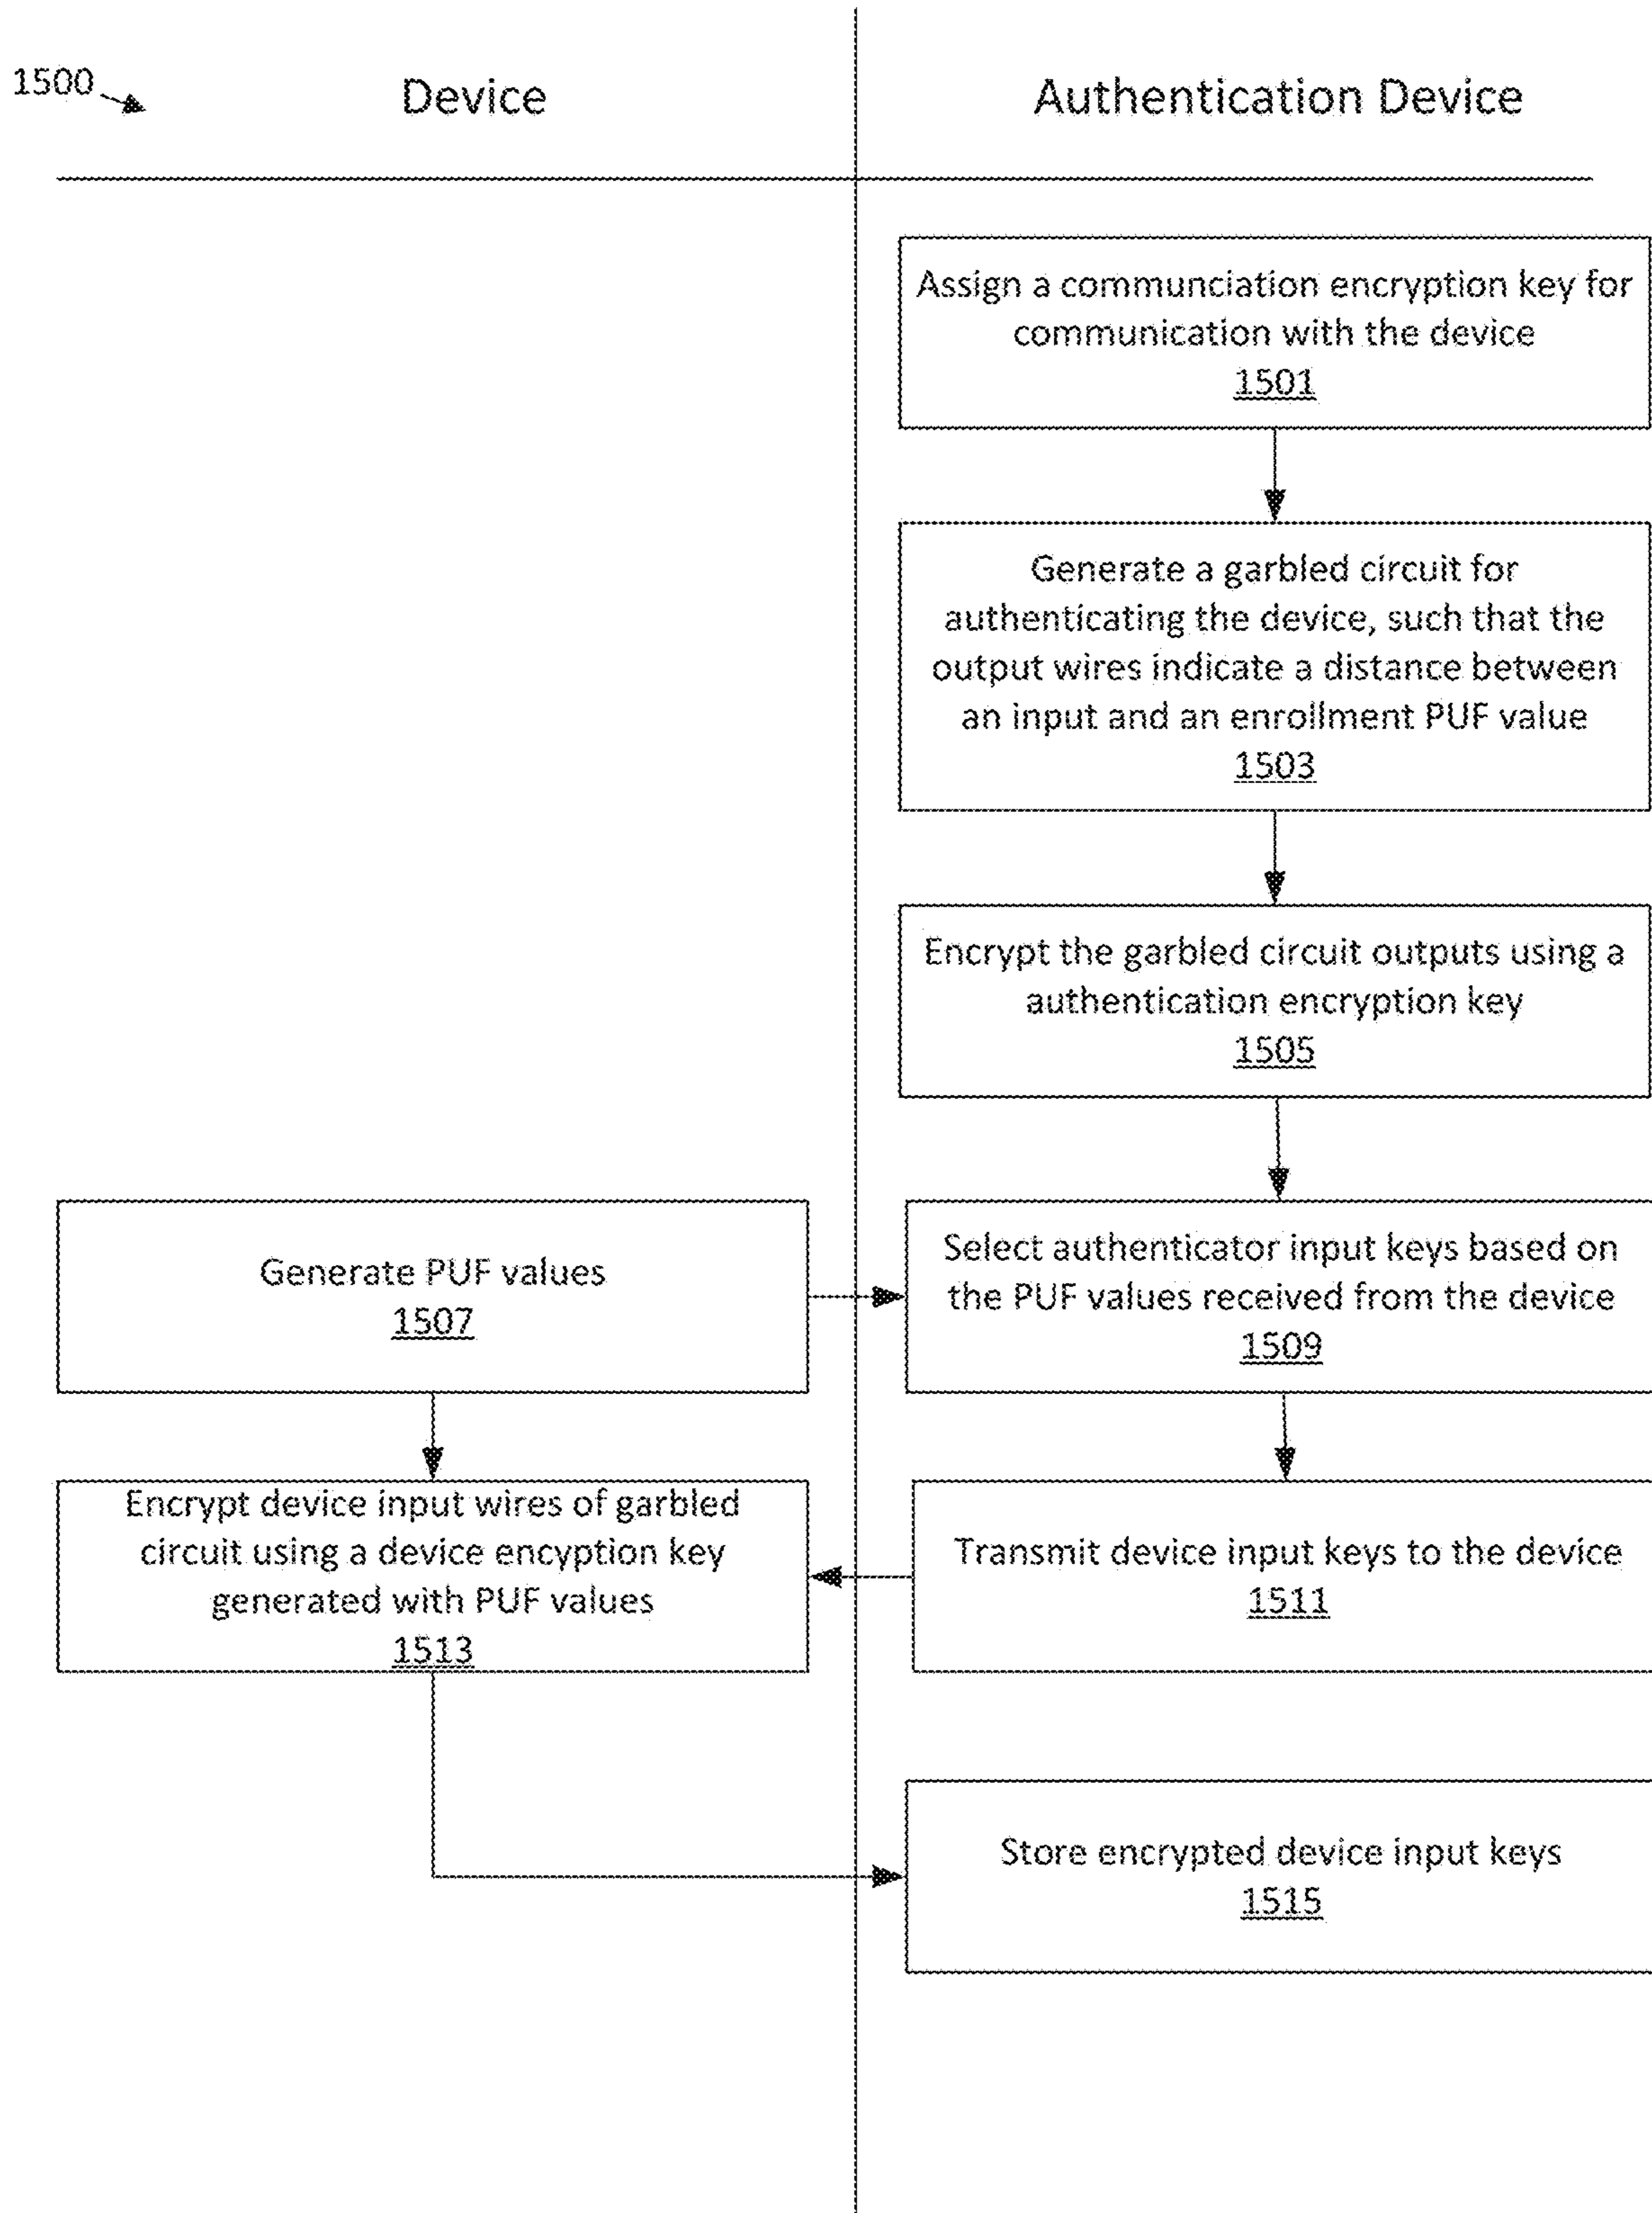 1500
Device
Authentication Device
Assign a communciation encryption key for
communication with the device
1501
Generate a garbled circuit for
authenticating the device, such that the
output wires indicate a distance between
an input and an enrollment PUF value
1503
Encrypt the garbled circuit outputs using a
authentication encryption key
1505
Generate PUF values
1507
Select authenticator input keys based on
the PUF values received from the device
1509
Encrypt device input wires of garbled
circuit using a device encyption key
generated with PUF values
1513
Transmit device input keys to the device
1511
Store encrypted device input keys
1515